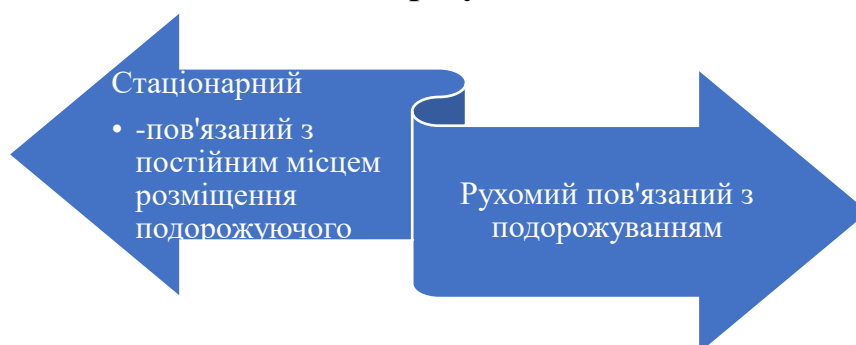 Стаціонарний
• -пов'язаний з
постійним місцем
розміщення
подорожуючого
Рухомий пов'язаний з
подорожуванням